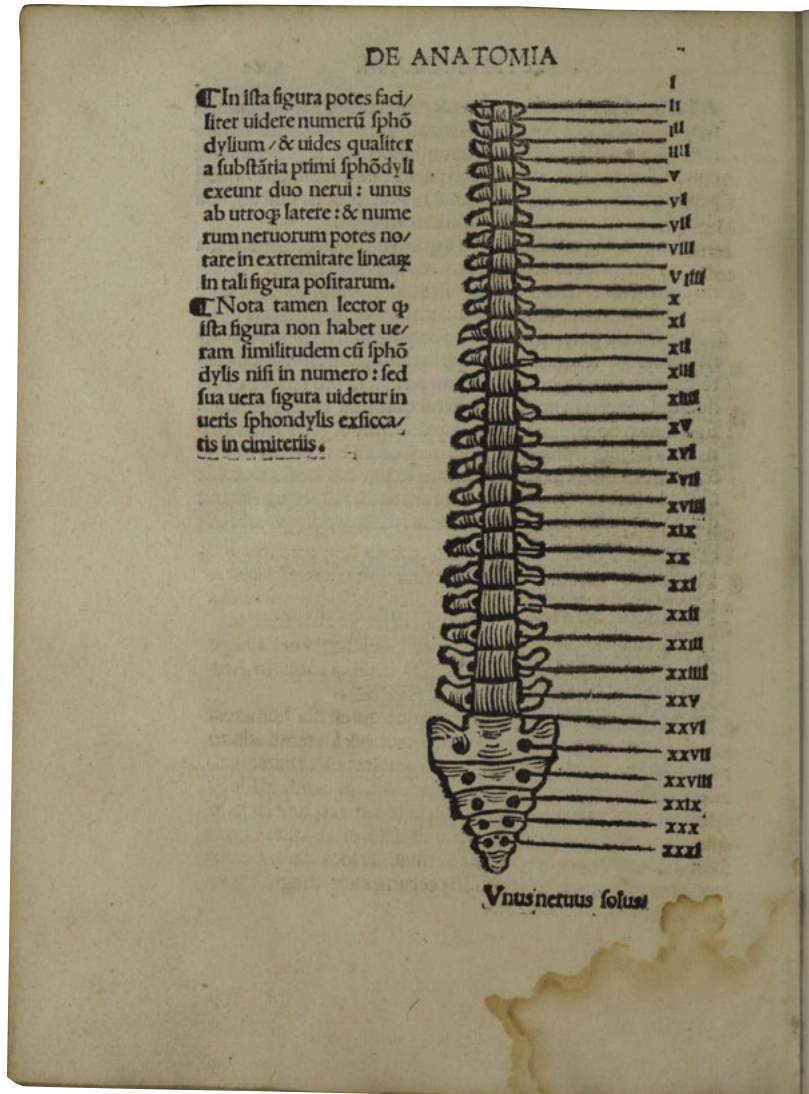 DE ANATOMIA
⸿ In iſta figura potes faci/
liter uidere numerū ſphō
dylium / & uides qualiter
a ſubſtātia primi ſphōdyli
exeunt duo nerui : unus
ab utroqꝫ latere : & nume
rum neruorum potes no/
tare in extremitate lineaꝝ
in tali figura poſitarum.
⸿ Nota tamen lector ꝙ
iſta figura non habet ue/
ram ſimilitudem cū ſphō
dylis niſi in numero : ſed
ſua uera figura uidetur in
ueris sphondylis exſicca/
tis in cimiteriis.
I
II
III
IIII
V
VI
VII
VIII
VIIII
X
XI
XII
XIII
XIIII
XV
XVI
XVII
XVIII
XIX
XX
XXI
XXII
XXIII
XXIIII
XXV
XXVI
XXVII
XXVIII
XXIX
XXX
XXXI
Vnus neruus ſolus